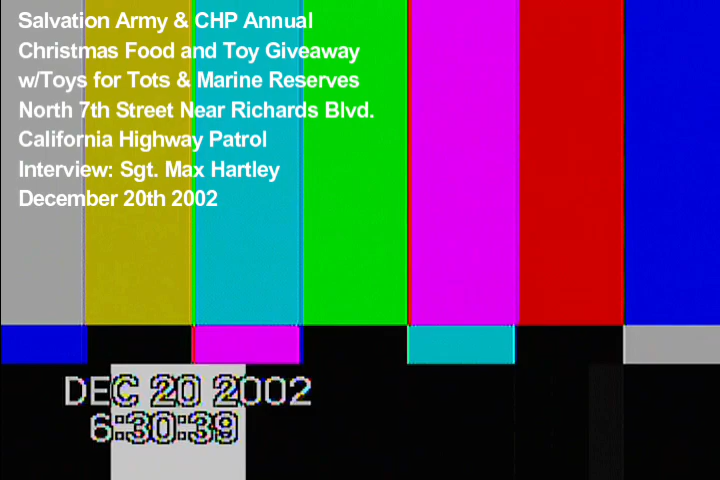 Salvation Army & CHP Annual
Christmas Food and Toy Giveaway
w/Toys for Tots & Marine Reserves
North 7th Street Near Richards Blvd.
California Highway Patrol
Interview: Sgt. Max Hartley
December 20th 2002
DEC 20 2002
6:30:39